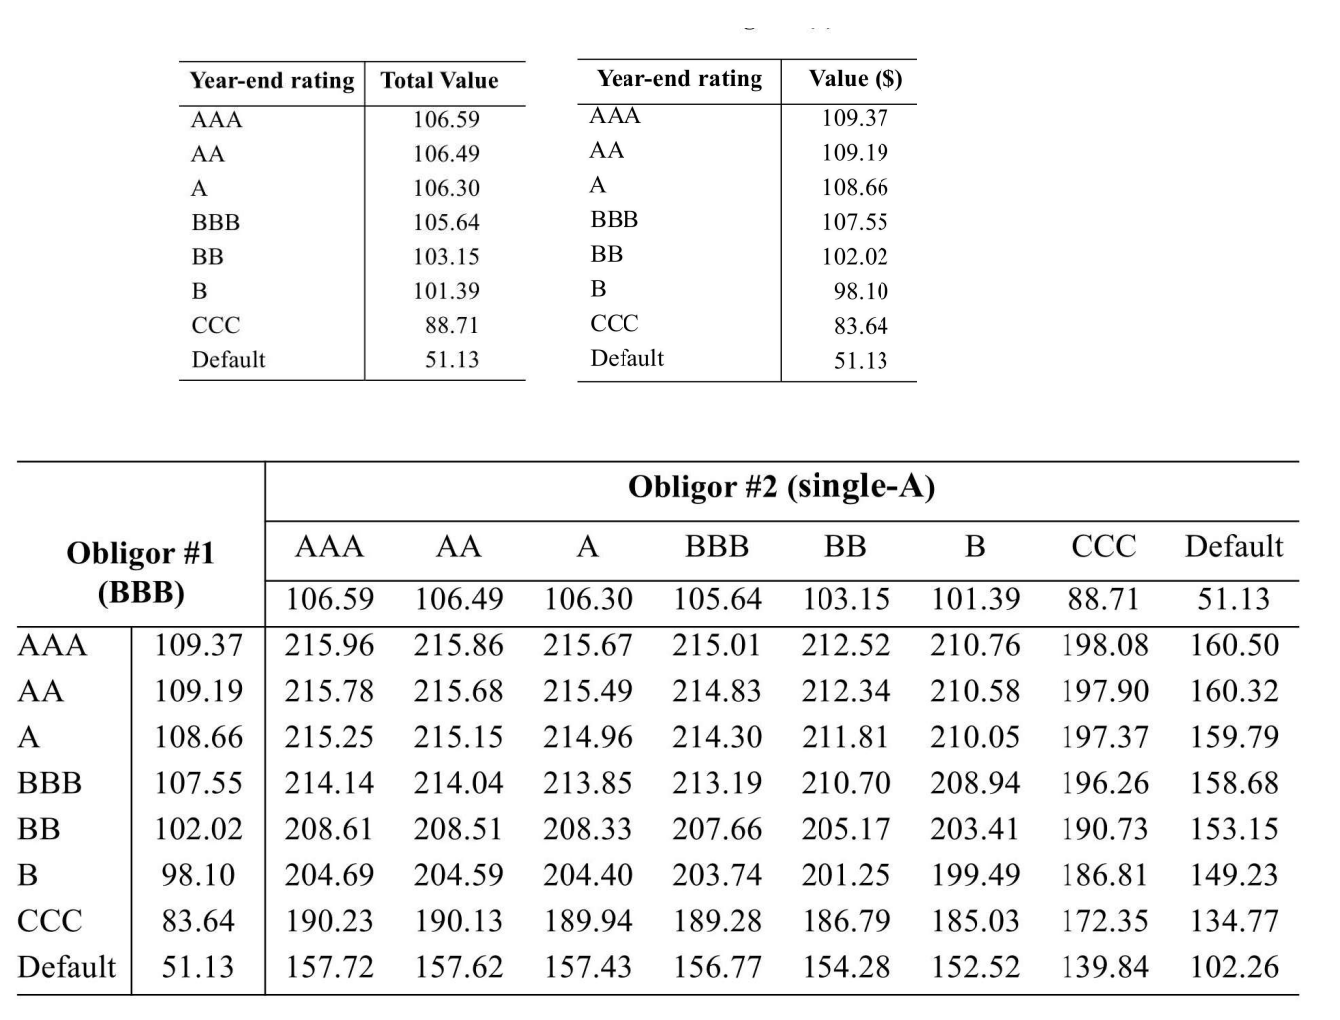 Year-end rating Total Value
AAA 106.59
AA 106.49
A 106.30
BBB 105.64
BB 103.15
B 101.39
CCC 88.71
Default 51.13
Year-end rating Value ($)
AAA 109.37
AA 109.19
A 108.66
BBB 107.55
BB 102.02
B 98.10
CCC 83.64
Default 51.13
Obligor #2 (single-A)
Obligor #1
(BBB)
AAA AA A BBB BB B CCC Default
106.59 106.49 106.30 105.64 103.15 101.39 88.71 51.13
AAA 109.37 215.96 215.86 215.67 215.01 212.52 210.76 198.08 160.50
AA 109.19 215.78 215.68 215.49 214.83 212.34 210.58 197.90 160.32
A 108.66 215.25 215.15 214.96 214.30 211.81 210.05 197.37 159.79
BBB 107.55 214.14 214.04 213.85 213.19 210.70 208.94 196.26 158.68
BB 102.02 208.61 208.51 208.33 207.66 205.17 203.41 190.73 153.15
B 98.10 204.69 204.59 204.40 203.74 201.25 199.49 186.81 149.23
CCC 83.64 190.23 190.13 189.94 189.28 186.79 185.03 172.35 134.77
Default 51.13 157.72 157.62 157.43 156.77 154.28 152.52 139.84 102.26